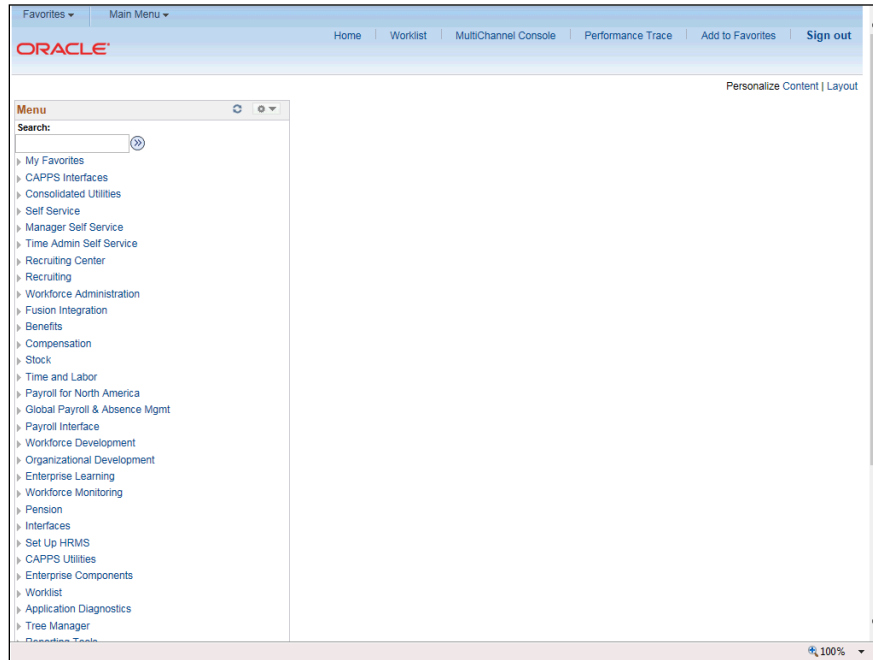 Favorites Main Menu
ORACLE
Home Worklist MultiChannel Console Performance Trace Add to Favorites Sign out
Personalize Content | Layout
Menu
Search:
My Favorites
CAPPS Interfaces
Consolidated Utilities
Self Service
Manager Self Service
Time Admin Self Service
Recruiting Center
Recruiting
Workforce Administration
Fusion Integration
Benefits
Compensation
Stock
Time and Labor
Payroll for North America
Global Payroll & Absence Mgmt
Payroll Interface
Workforce Development
Organizational Development
Enterprise Learning
Workforce Monitoring
Pension
Interfaces
Set Up HRMS
CAPPS Utilities
Enterprise Components
Worklist
Application Diagnostics
Tree Manager
Reporting Tools
100%